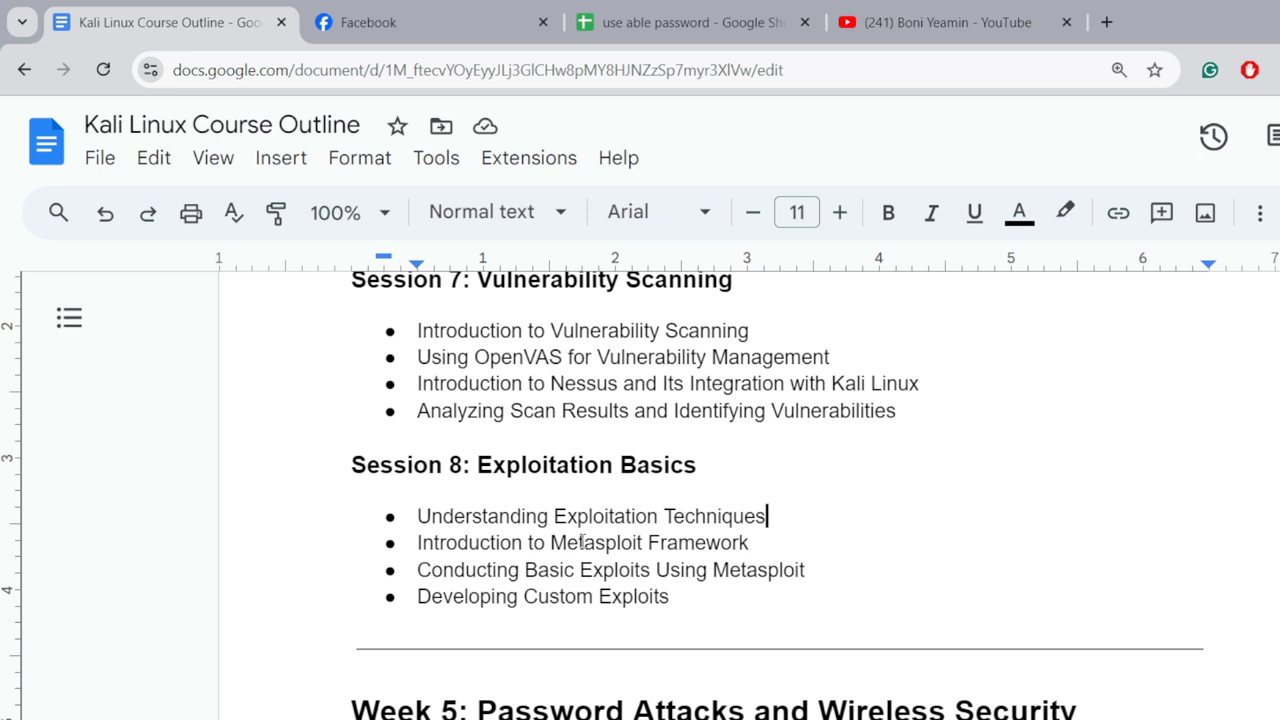 Kali Linux Course Outline - Goo
Facebook
use able password - Google She
(241) Boni Yeamin - YouTube
docs.google.com/document/d/1M_ftecvYOyEyyJLj3GlCHw8pMY8HJNZzSp7myr3XlVw/edit
Kali Linux Course Outline
File Edit View Insert Format Tools Extensions Help
100% Normal text Arial 11 B I U A
1 1 2 3 4 5 6 7
2
3
4
Session 7: Vulnerability Scanning
● Introduction to Vulnerability Scanning
● Using OpenVAS for Vulnerability Management
● Introduction to Nessus and Its Integration with Kali Linux
● Analyzing Scan Results and Identifying Vulnerabilities
Session 8: Exploitation Basics
● Understanding Exploitation Techniques
● Introduction to Metasploit Framework
● Conducting Basic Exploits Using Metasploit
● Developing Custom Exploits
Week 5: Password Attacks and Wireless Security